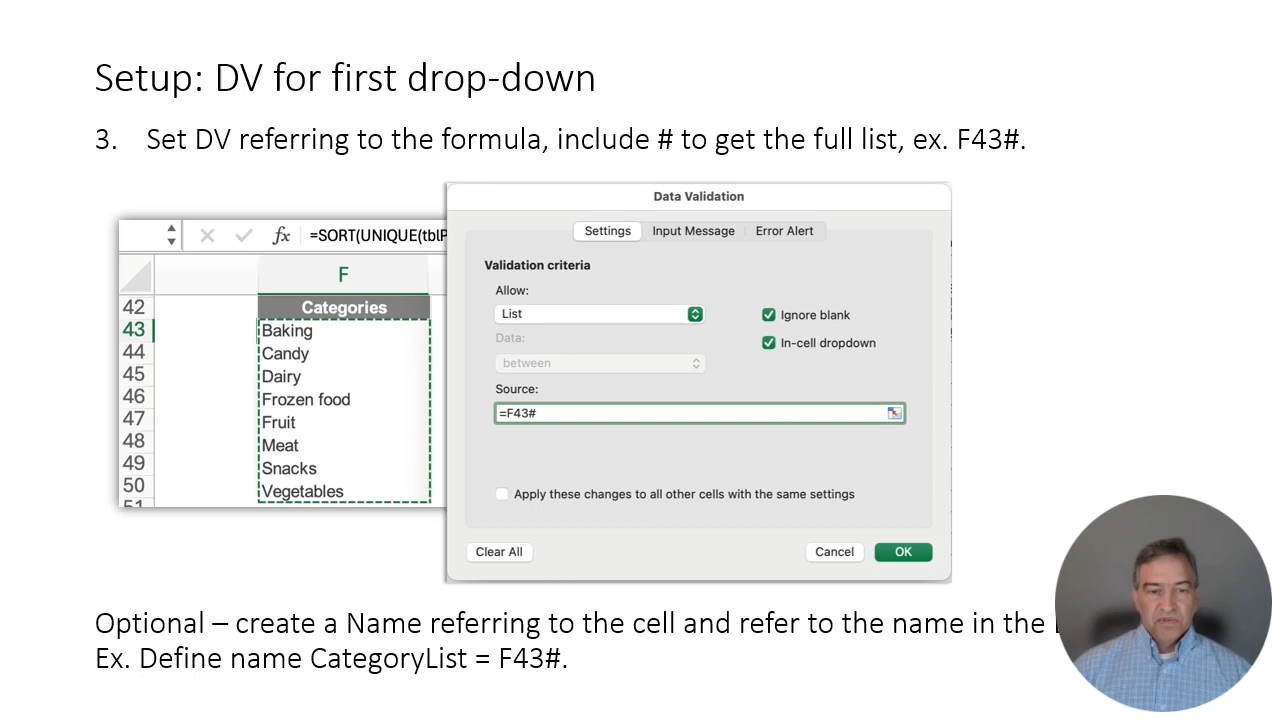 Setup: DV for first drop-down
3. Set DV referring to the formula, include # to get the full list, ex. F43#.
fx =SORT(UNIQUE(tblP
F
42 Categories
43 Baking
44 Candy
45 Dairy
46 Frozen food
47 Fruit
48 Meat
49 Snacks
50 Vegetables
51
Data Validation
Settings Input Message Error Alert
Validation criteria
Allow:
List
Ignore blank
Data:
In-cell dropdown
between
Source:
=F43#
Apply these changes to all other cells with the same settings
Clear All Cancel OK
Optional – create a Name referring to the cell and refer to the name in the
Ex. Define name CategoryList = F43#.